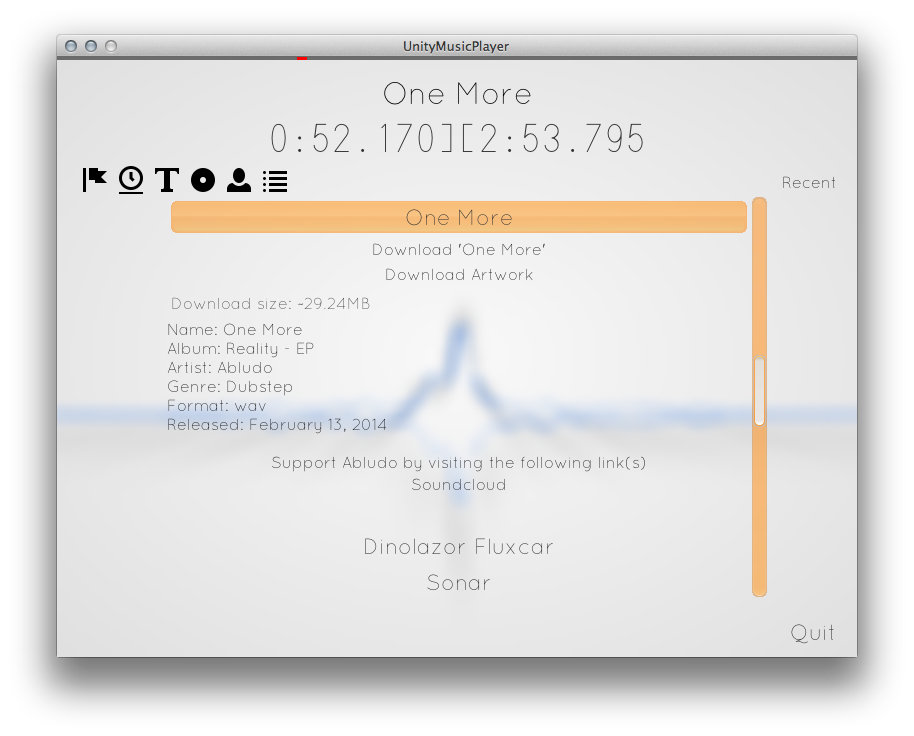 UnityMusicPlayer
One More
0:52.170][2:53.795
Recent
One More
Download 'One More'
Download Artwork
Download size: ~29.24MB
Name: One More
Album: Reality - EP
Artist: Abludo
Genre: Dubstep
Format: wav
Released: February 13, 2014
Support Abludo by visiting the following link(s)
Soundcloud
Dinolazor Fluxcar
Sonar
Quit